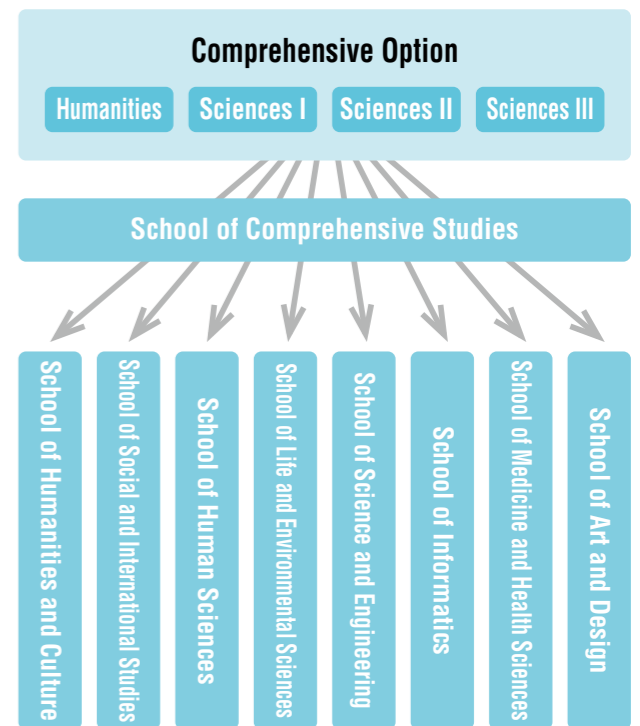 Comprehensive Option
Humanities
Sciences I
Sciences II
Sciences III
School of Comprehensive Studies
School of Humanities and Culture
School of Social and International Studies
School of Human Sciences
School of Life and Environmental Sciences
School of Science and Engineering
School of Informatics
School of Medicine and Health Sciences
School of Art and Design